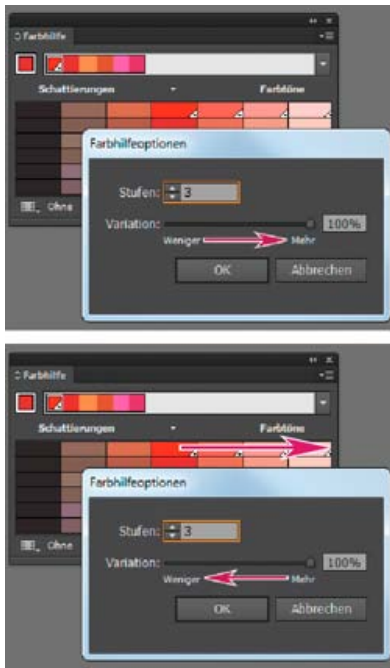 Farbhilfe
Schattierungen Farbtöne
Farbhilfeoptionen
Stufen: 3
Variation: 100%
Weniger Mehr
OK Abbrechen
Ohne
Farbhilfe
Schattierungen Farbtöne
Farbhilfeoptionen
Stufen: 3
Variation: 100%
Weniger Mehr
OK Abbrechen
Ohne